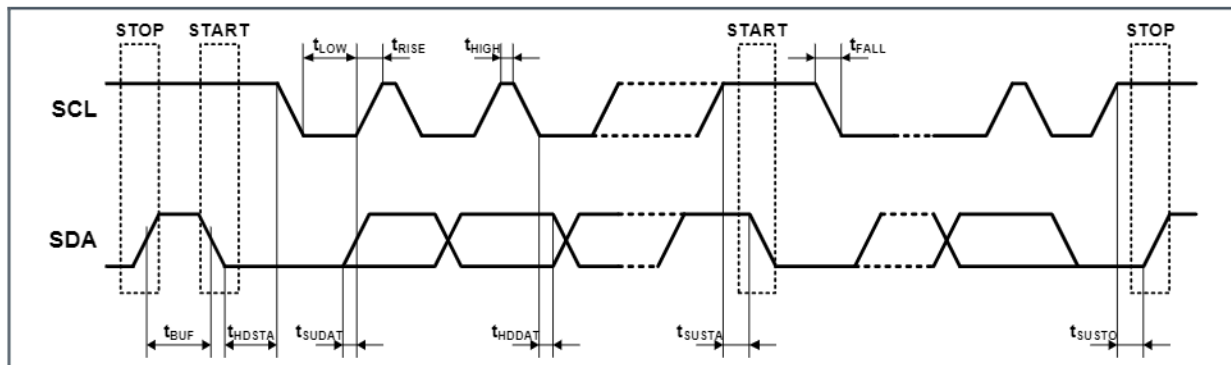 STOP START START STOP
tLOW tRISE tHIGH tFALL
SCL
SDA
tBUF tHDSTA tSUDAT tHDDAT tSUSTA tSUSTO